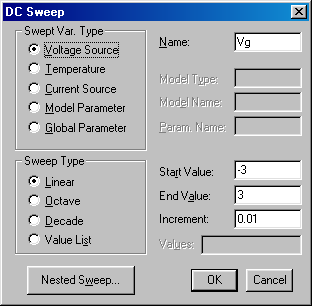 DC Sweep
Swept Var. Type
Voltage Source
Temperature
Current Source
Model Parameter
Global Parameter
Name: Vg
Model Type:
Model Name:
Param. Name:
Sweep Type
Linear
Octave
Decade
Value List
Start Value: -3
End Value: 3
Increment: 0.01
Values:
Nested Sweep...
OK
Cancel